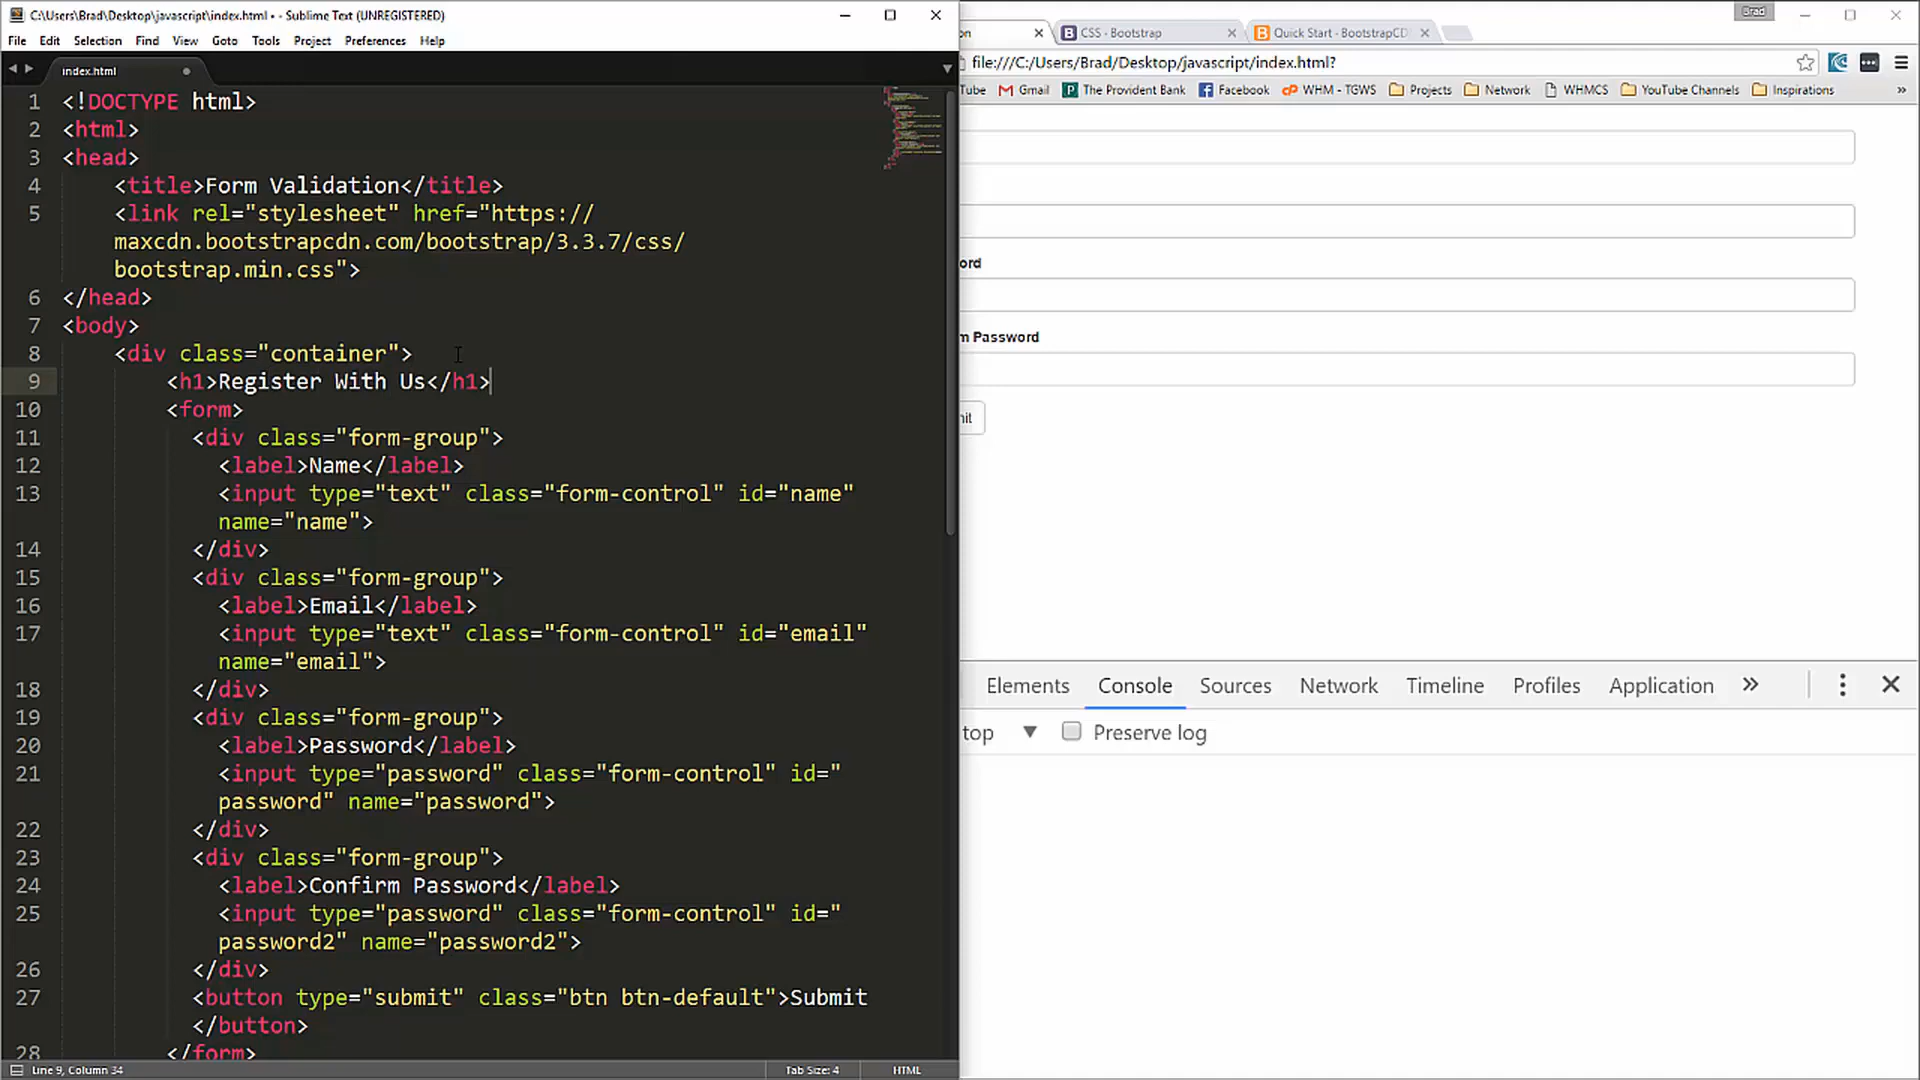 C:\Users\Brad\Desktop\javascript\index.html • - Sublime Text (UNREGISTERED)
File Edit Selection Find View Goto Tools Project Preferences Help
index.html
1 <!DOCTYPE html>
2 <html>
3 <head>
4 <title>Form Validation</title>
5 <link rel="stylesheet" href="https://
maxcdn.bootstrapcdn.com/bootstrap/3.3.7/css/
bootstrap.min.css">
6 </head>
7 <body>
8 <div class="container">
9 <h1>Register With Us</h1>
10 <form>
11 <div class="form-group">
12 <label>Name</label>
13 <input type="text" class="form-control" id="name"
name="name">
14 </div>
15 <div class="form-group">
16 <label>Email</label>
17 <input type="text" class="form-control" id="email"
name="email">
18 </div>
19 <div class="form-group">
20 <label>Password</label>
21 <input type="password" class="form-control" id="
password" name="password">
22 </div>
23 <div class="form-group">
24 <label>Confirm Password</label>
25 <input type="password" class="form-control" id="
password2" name="password2">
26 </div>
27 <button type="submit" class="btn btn-default">Submit
</button>
28 </form>
Line 9, Column 34 Tab Size: 4 HTML
Brad
on CSS - Bootstrap Quick Start - BootstrapCD
file:///C:/Users/Brad/Desktop/javascript/index.html?
Tube Gmail The Provident Bank Facebook WHM - TGWS Projects Network WHMCS YouTube Channels Inspirations »
ord
m Password
nit
Elements Console Sources Network Timeline Profiles Application »
top Preserve log